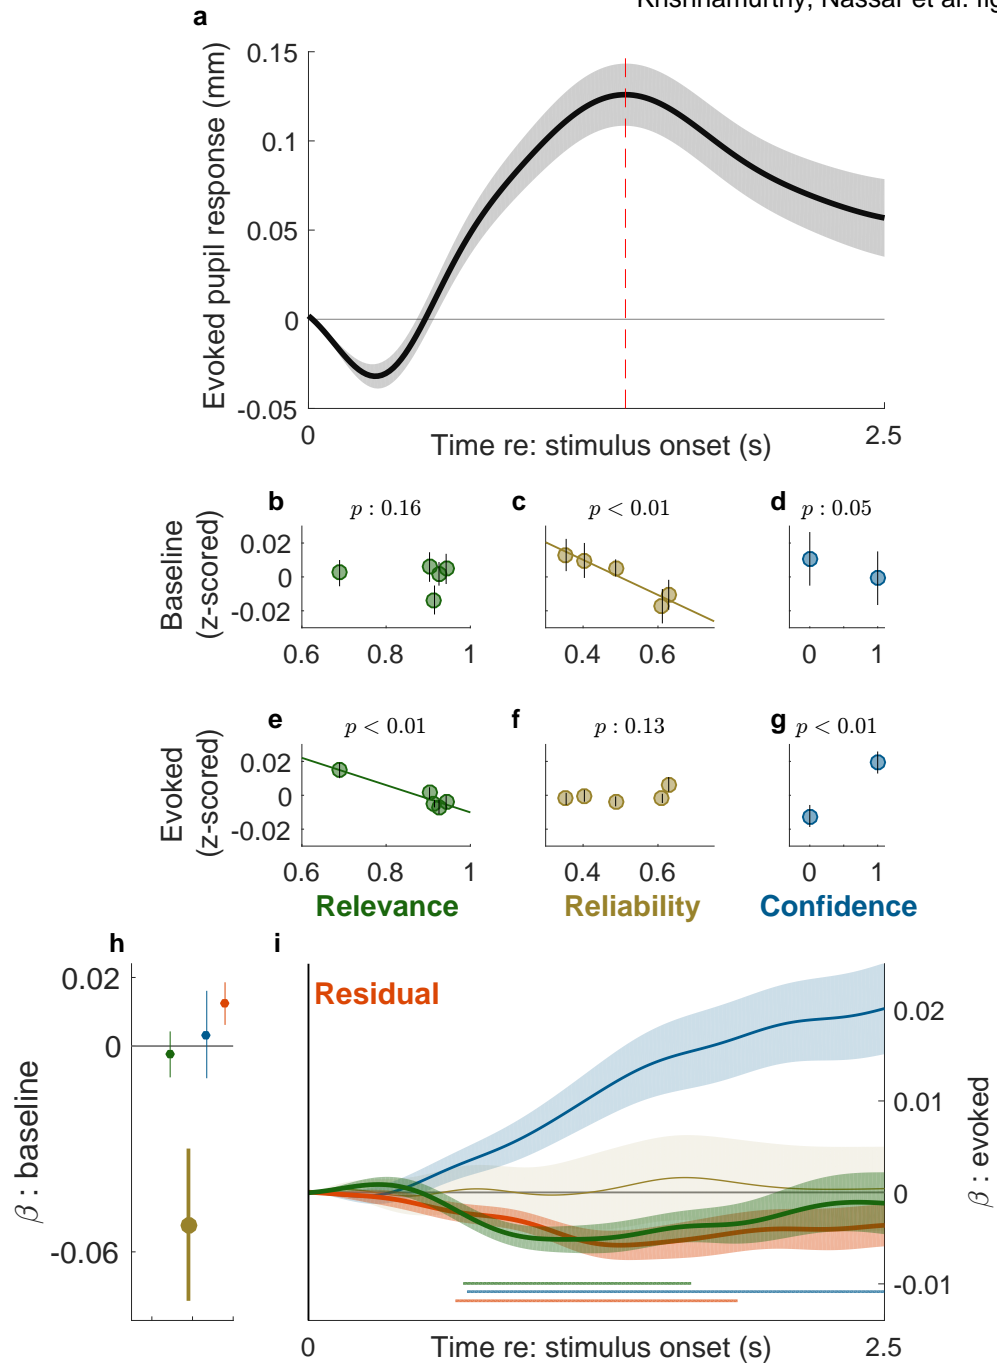 Krishnamurthy, Nassar et al. fig
a
Evoked pupil response (mm)
0.15
0.1
0.05
0
-0.05
0
Time re: stimulus onset (s)
2.5
b
p : 0.16
c
p < 0.01
d
p : 0.05
Baseline
(z-scored)
0.02
0
-0.02
0.6
0.8
1
0.4
0.6
0
1
e
p < 0.01
f
p : 0.13
g
p < 0.01
Evoked
(z-scored)
0.02
0
-0.02
0.6
0.8
1
0.4
0.6
0
1
Relevance
Reliability
Confidence
h
β : baseline
0.02
0
-0.06
i
Residual
0.02
0.01
0
-0.01
β : evoked
0
Time re: stimulus onset (s)
2.5